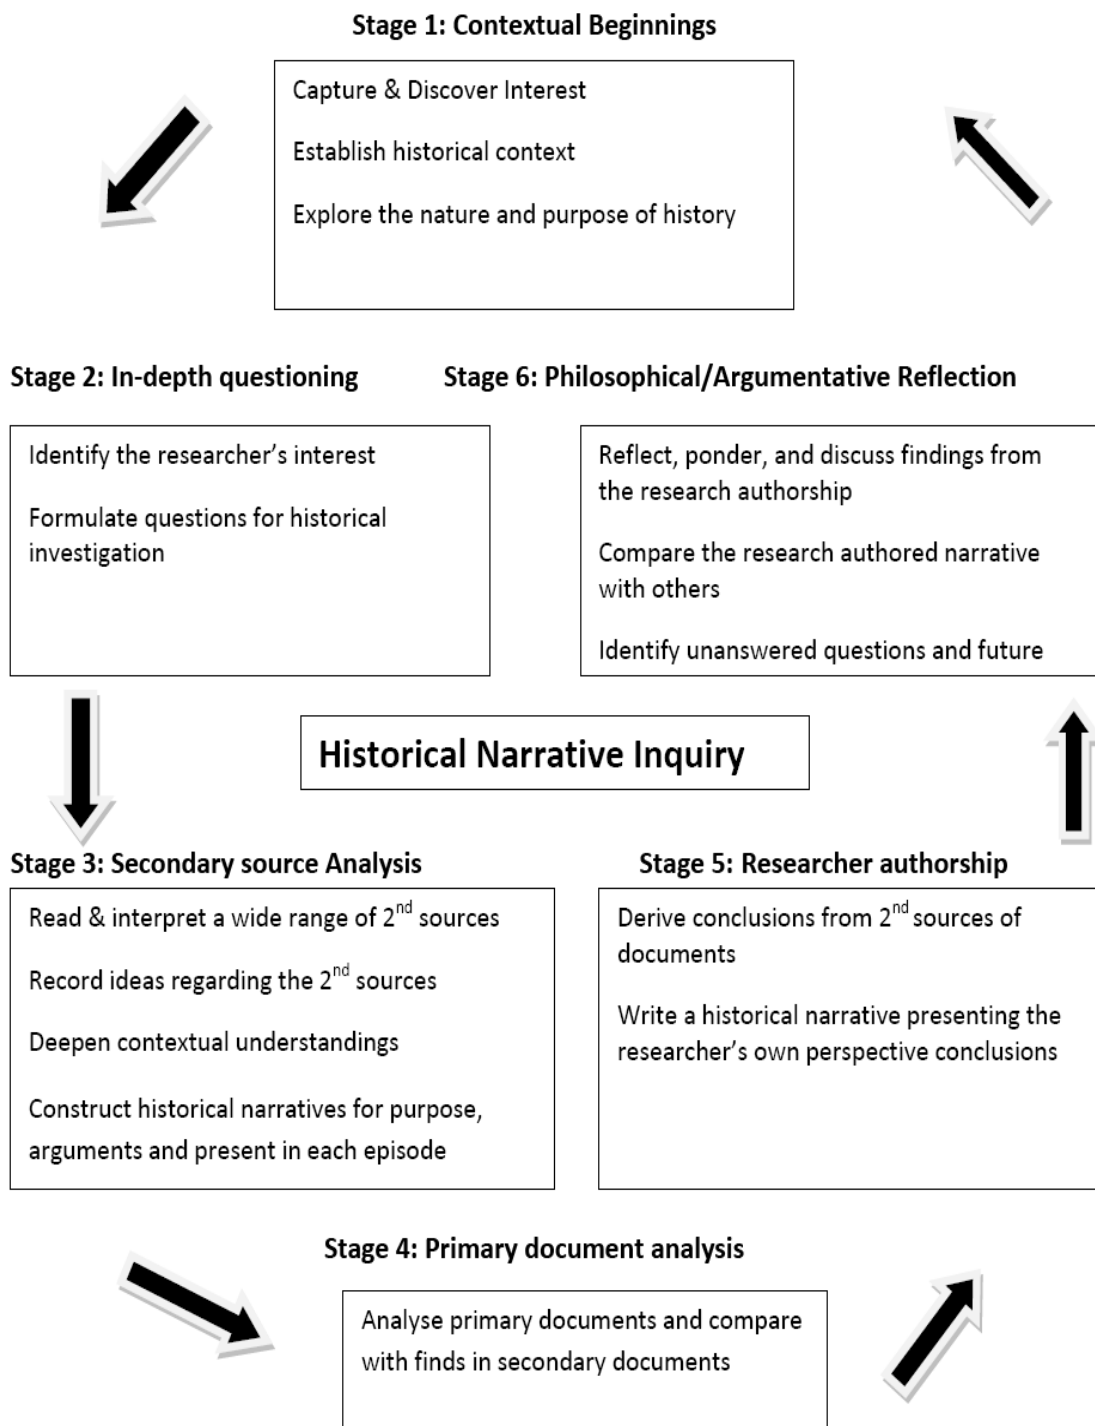 Stage 1: Contextual Beginnings
Capture & Discover Interest
Establish historical context
Explore the nature and purpose of history
Stage 2: In-depth questioning
Identify the researcher's interest
Formulate questions for historical
investigation
Stage 6: Philosophical/Argumentative Reflection
Reflect, ponder, and discuss findings from
the research authorship
Compare the research authored narrative
with others
Identify unanswered questions and future
Historical Narrative Inquiry
Stage 3: Secondary source Analysis
Read & interpret a wide range of 2nd sources
Record ideas regarding the 2nd sources
Deepen contextual understandings
Construct historical narratives for purpose,
arguments and present in each episode
Stage 5: Researcher authorship
Derive conclusions from 2nd sources of
documents
Write a historical narrative presenting the
researcher's own perspective conclusions
Stage 4: Primary document analysis
Analyse primary documents and compare
with finds in secondary documents